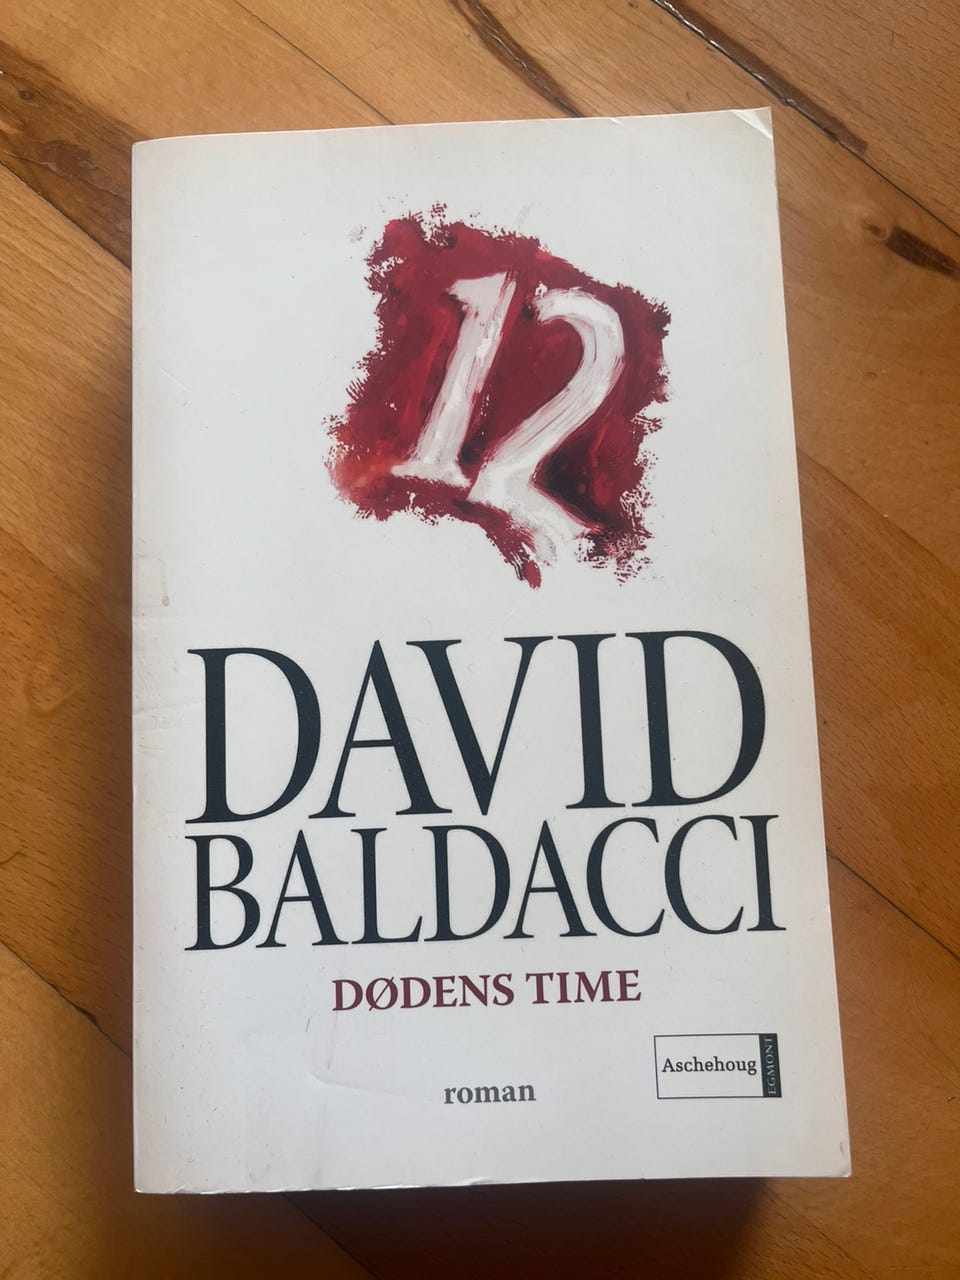 12
DAVID
BALDACCI
DØDENS TIME
roman
Aschehoug
EGMONT